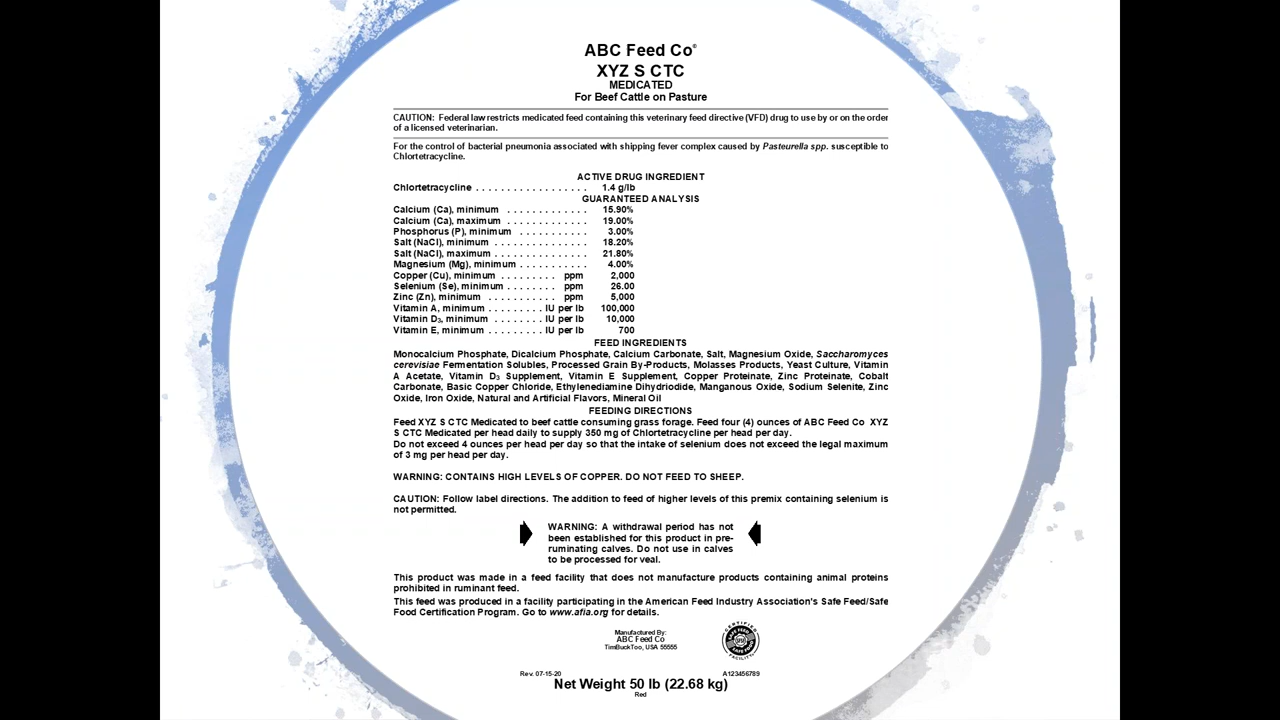 ABC Feed Co®
XYZ S CTC
MEDICATED
For Beef Cattle on Pasture
CAUTION: Federal law restricts medicated feed containing this veterinary feed directive (VFD) drug to use by or on the order
of a licensed veterinarian.
For the control of bacterial pneumonia associated with shipping fever complex caused by Pasteurella spp. susceptible to
Chlortetracycline.
ACTIVE DRUG INGREDIENT
Chlortetracycline . . . . . . . . . . . . . . . . . . 1.4 g/lb
GUARANTEED ANALYSIS
Calcium (Ca), minimum . . . . . . . . . . . . . 15.90%
Calcium (Ca), maximum . . . . . . . . . . . . . 19.00%
Phosphorus (P), minimum . . . . . . . . . . . 3.00%
Salt (NaCl), minimum . . . . . . . . . . . . . . . 18.20%
Salt (NaCl), maximum . . . . . . . . . . . . . . . 21.80%
Magnesium (Mg), minimum . . . . . . . . . . . 4.00%
Copper (Cu), minimum . . . . . . . . . ppm 2,000
Selenium (Se), minimum . . . . . . . . ppm 26.00
Zinc (Zn), minimum . . . . . . . . . . . ppm 5,000
Vitamin A, minimum . . . . . . . . . IU per lb 100,000
Vitamin D3, minimum . . . . . . . . IU per lb 10,000
Vitamin E, minimum . . . . . . . . . IU per lb 700
FEED INGREDIENTS
Monocalcium Phosphate, Dicalcium Phosphate, Calcium Carbonate, Salt, Magnesium Oxide, Saccharomyces
cerevisiae Fermentation Solubles, Processed Grain By-Products, Molasses Products, Yeast Culture, Vitamin
A Acetate, Vitamin D3 Supplement, Vitamin E Supplement, Copper Proteinate, Zinc Proteinate, Cobalt
Carbonate, Basic Copper Chloride, Ethylenediamine Dihydriodide, Manganous Oxide, Sodium Selenite, Zinc
Oxide, Iron Oxide, Natural and Artificial Flavors, Mineral Oil
FEEDING DIRECTIONS
Feed XYZ S CTC Medicated to beef cattle consuming grass forage. Feed four (4) ounces of ABC Feed Co XYZ
S CTC Medicated per head daily to supply 350 mg of Chlortetracycline per head per day.
Do not exceed 4 ounces per head per day so that the intake of selenium does not exceed the legal maximum
of 3 mg per head per day.
WARNING: CONTAINS HIGH LEVELS OF COPPER. DO NOT FEED TO SHEEP.
CAUTION: Follow label directions. The addition to feed of higher levels of this premix containing selenium is
not permitted.
WARNING: A withdrawal period has not
been established for this product in pre-
ruminating calves. Do not use in calves
to be processed for veal.
This product was made in a feed facility that does not manufacture products containing animal proteins
prohibited in ruminant feed.
This feed was produced in a facility participating in the American Feed Industry Association's Safe Feed/Safe
Food Certification Program. Go to www.afia.org for details.
Manufactured By:
ABC Feed Co
TimBuckToo, USA 55555
CERTIFIED
SAFE FEED
SAFE FOOD
FACILITY
Rev. 07-15-20
A123456789
Net Weight 50 lb (22.68 kg)
Red